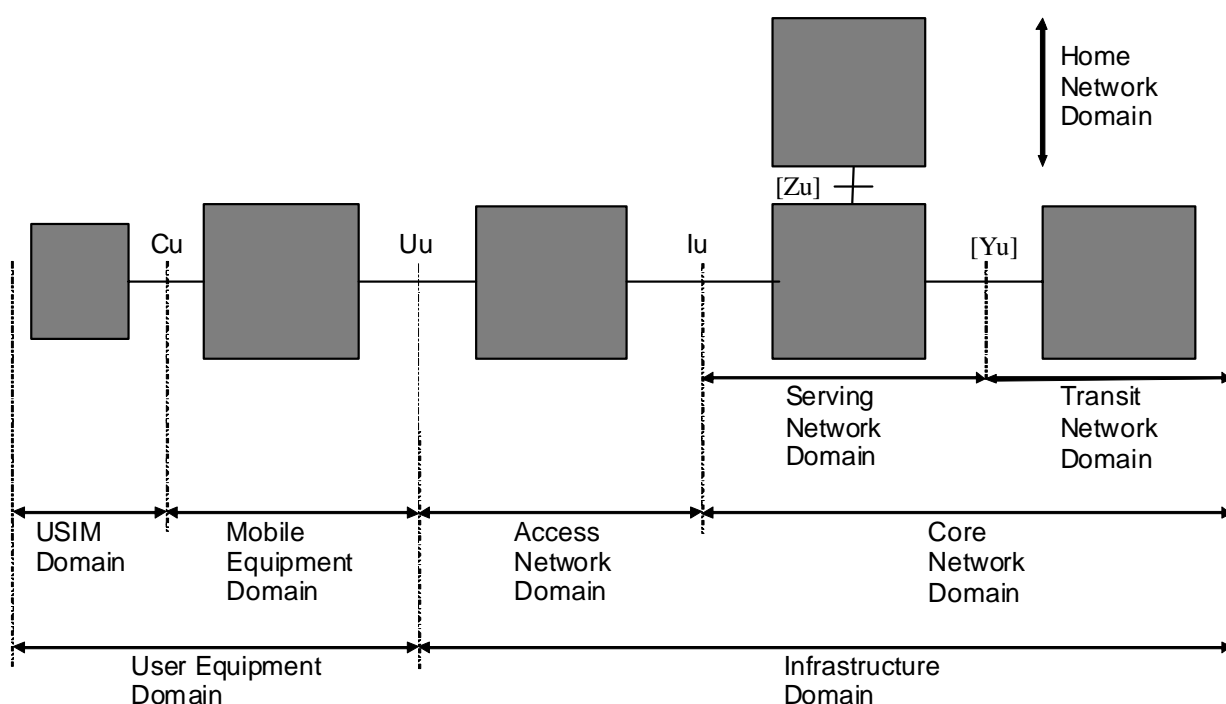 Home
Network
Domain
[Zu]
Cu
Uu
Iu
[Yu]
Serving
Network
Domain
Transit
Network
Domain
USIM
Domain
Mobile
Equipment
Domain
Access
Network
Domain
Core
Network
Domain
User Equipment
Domain
Infrastructure
Domain